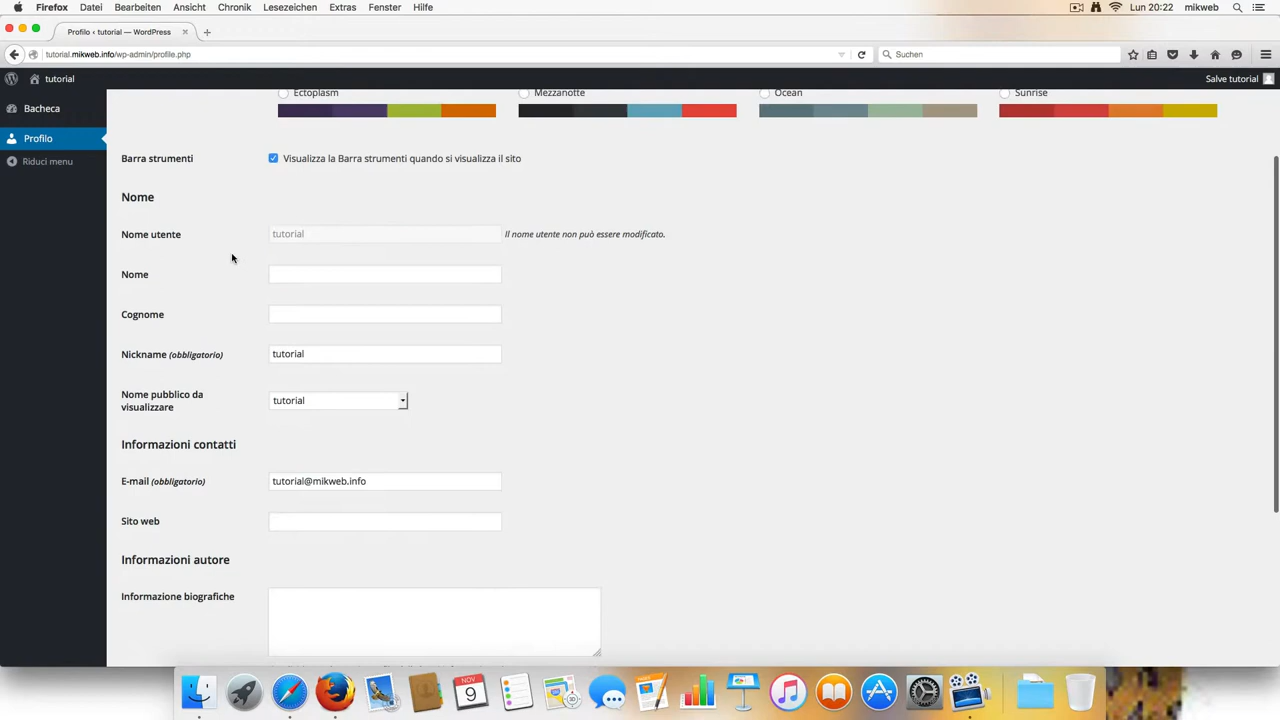 Firefox Datei Bearbeiten Ansicht Chronik Lesezeichen Extras Fenster Hilfe Lun 20:22 mikweb
Profilo ‹ tutorial — WordPress
tutorial.mikweb.info/wp-admin/profile.php
Suchen
tutorial
Salve tutorial
Bacheca
Profilo
Riduci menu
Ectoplasm Mezzanotte Ocean Sunrise
Barra strumenti Visualizza la Barra strumenti quando si visualizza il sito
Nome
Nome utente tutorial Il nome utente non può essere modificato.
Nome
Cognome
Nickname (obbligatorio) tutorial
Nome pubblico da
visualizzare tutorial
Informazioni contatti
E-mail (obbligatorio) tutorial@mikweb.info
Sito web
Informazioni autore
Informazione biografiche
NOV
9